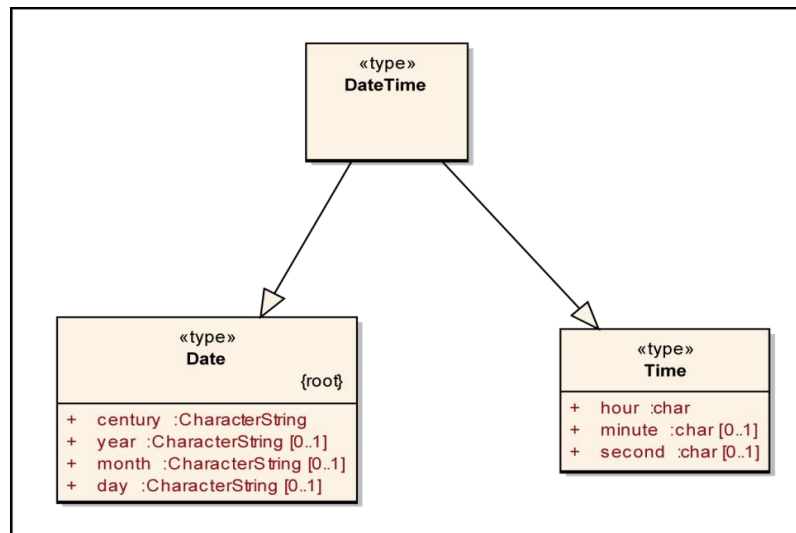 «type»
DateTime
«type»
Date
{root}
+ century :CharacterString
+ year :CharacterString [0..1]
+ month :CharacterString [0..1]
+ day :CharacterString [0..1]
«type»
Time
+ hour :char
+ minute :char [0..1]
+ second :char [0..1]